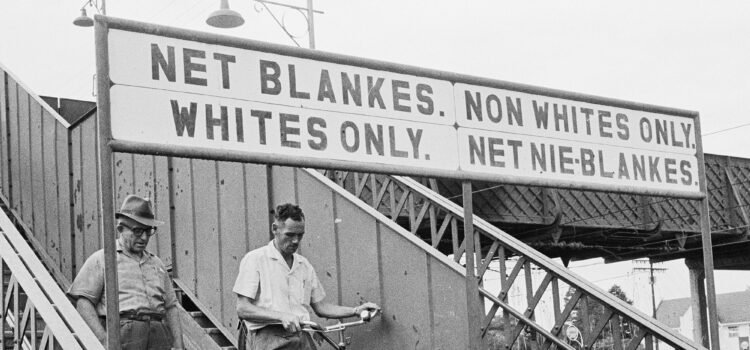 NET BLANKES.
WHITES ONLY.
NON WHITES ONLY.
NET NIE-BLANKES.